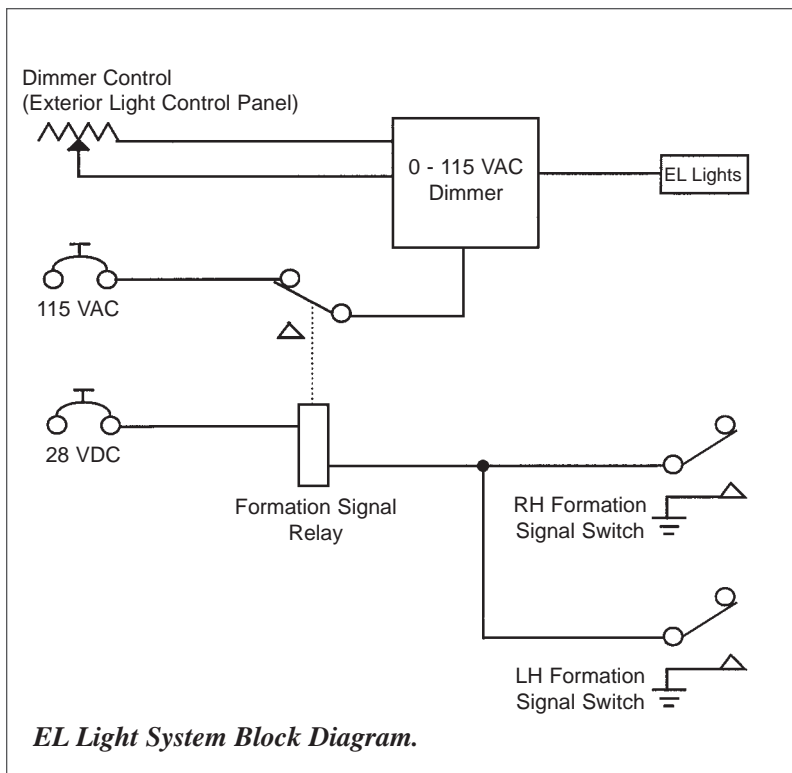 Dimmer Control
(Exterior Light Control Panel)
0 - 115 VAC
Dimmer
EL Lights
115 VAC
28 VDC
Formation Signal
Relay
RH Formation
Signal Switch
LH Formation
Signal Switch
EL Light System Block Diagram.